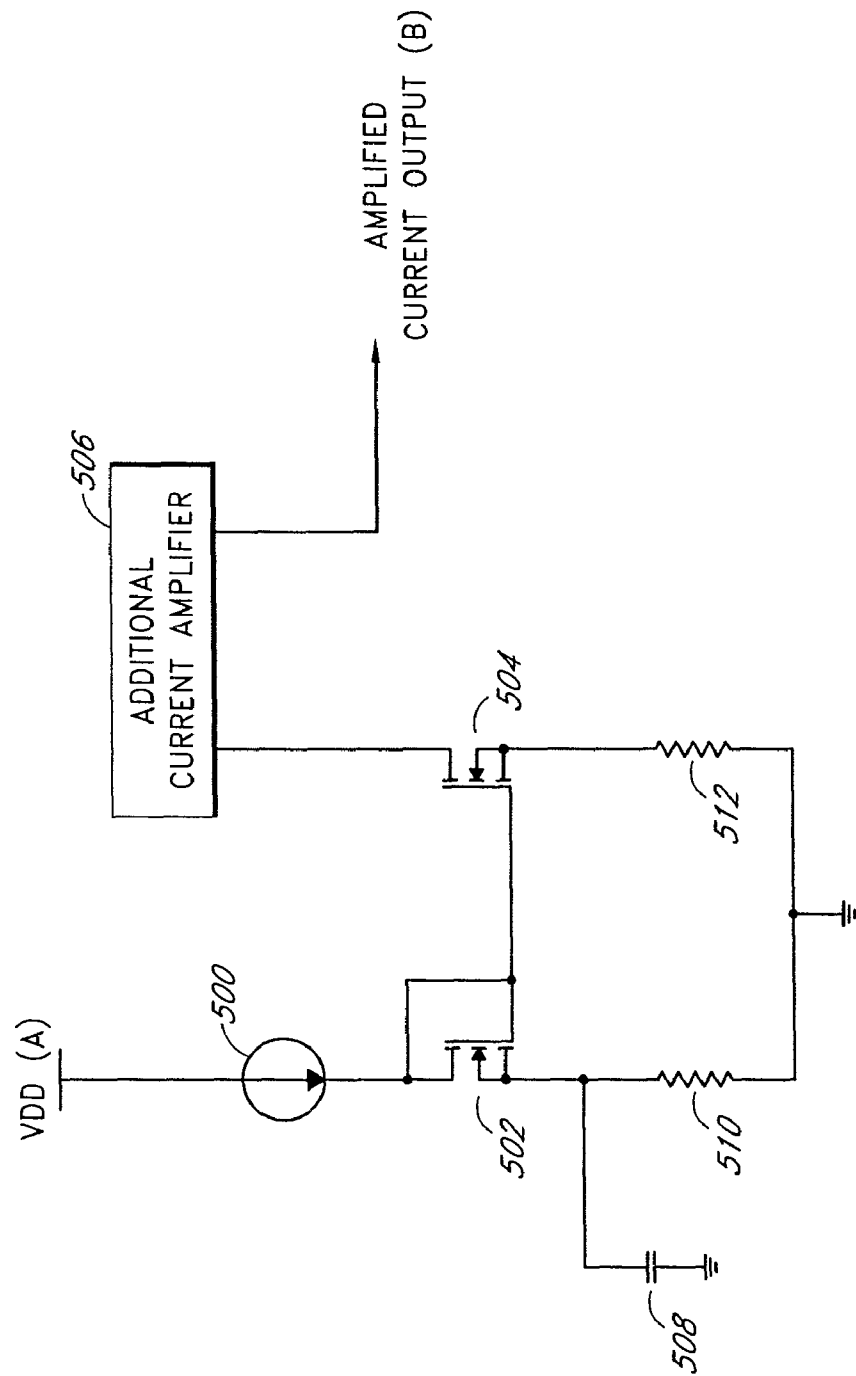 VDD (A)
500
502
504
ADDITIONAL
CURRENT AMPLIFIER
506
AMPLIFIED
CURRENT OUTPUT (B)
508
510
512